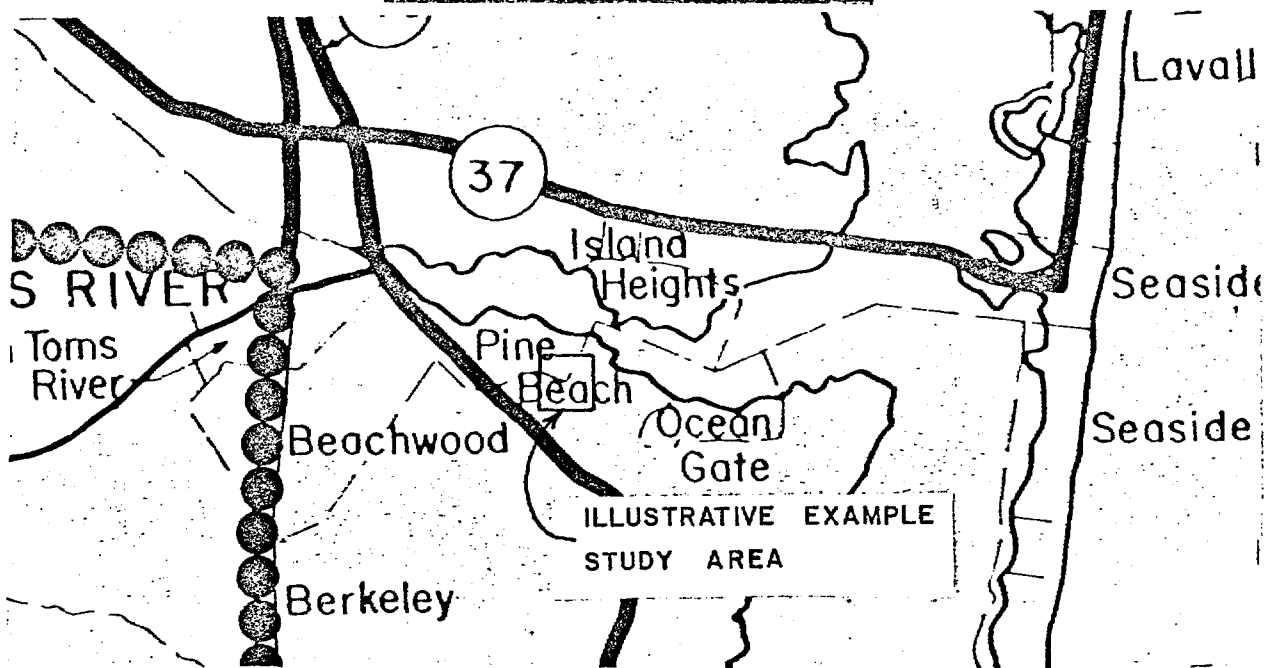 Lavall
37
Island
Heights
S RIVER
Seaside
Toms
River
Pine
Beach
Beachwood
Ocean
Gate
Seaside
ILLUSTRATIVE EXAMPLE
STUDY AREA
Berkeley